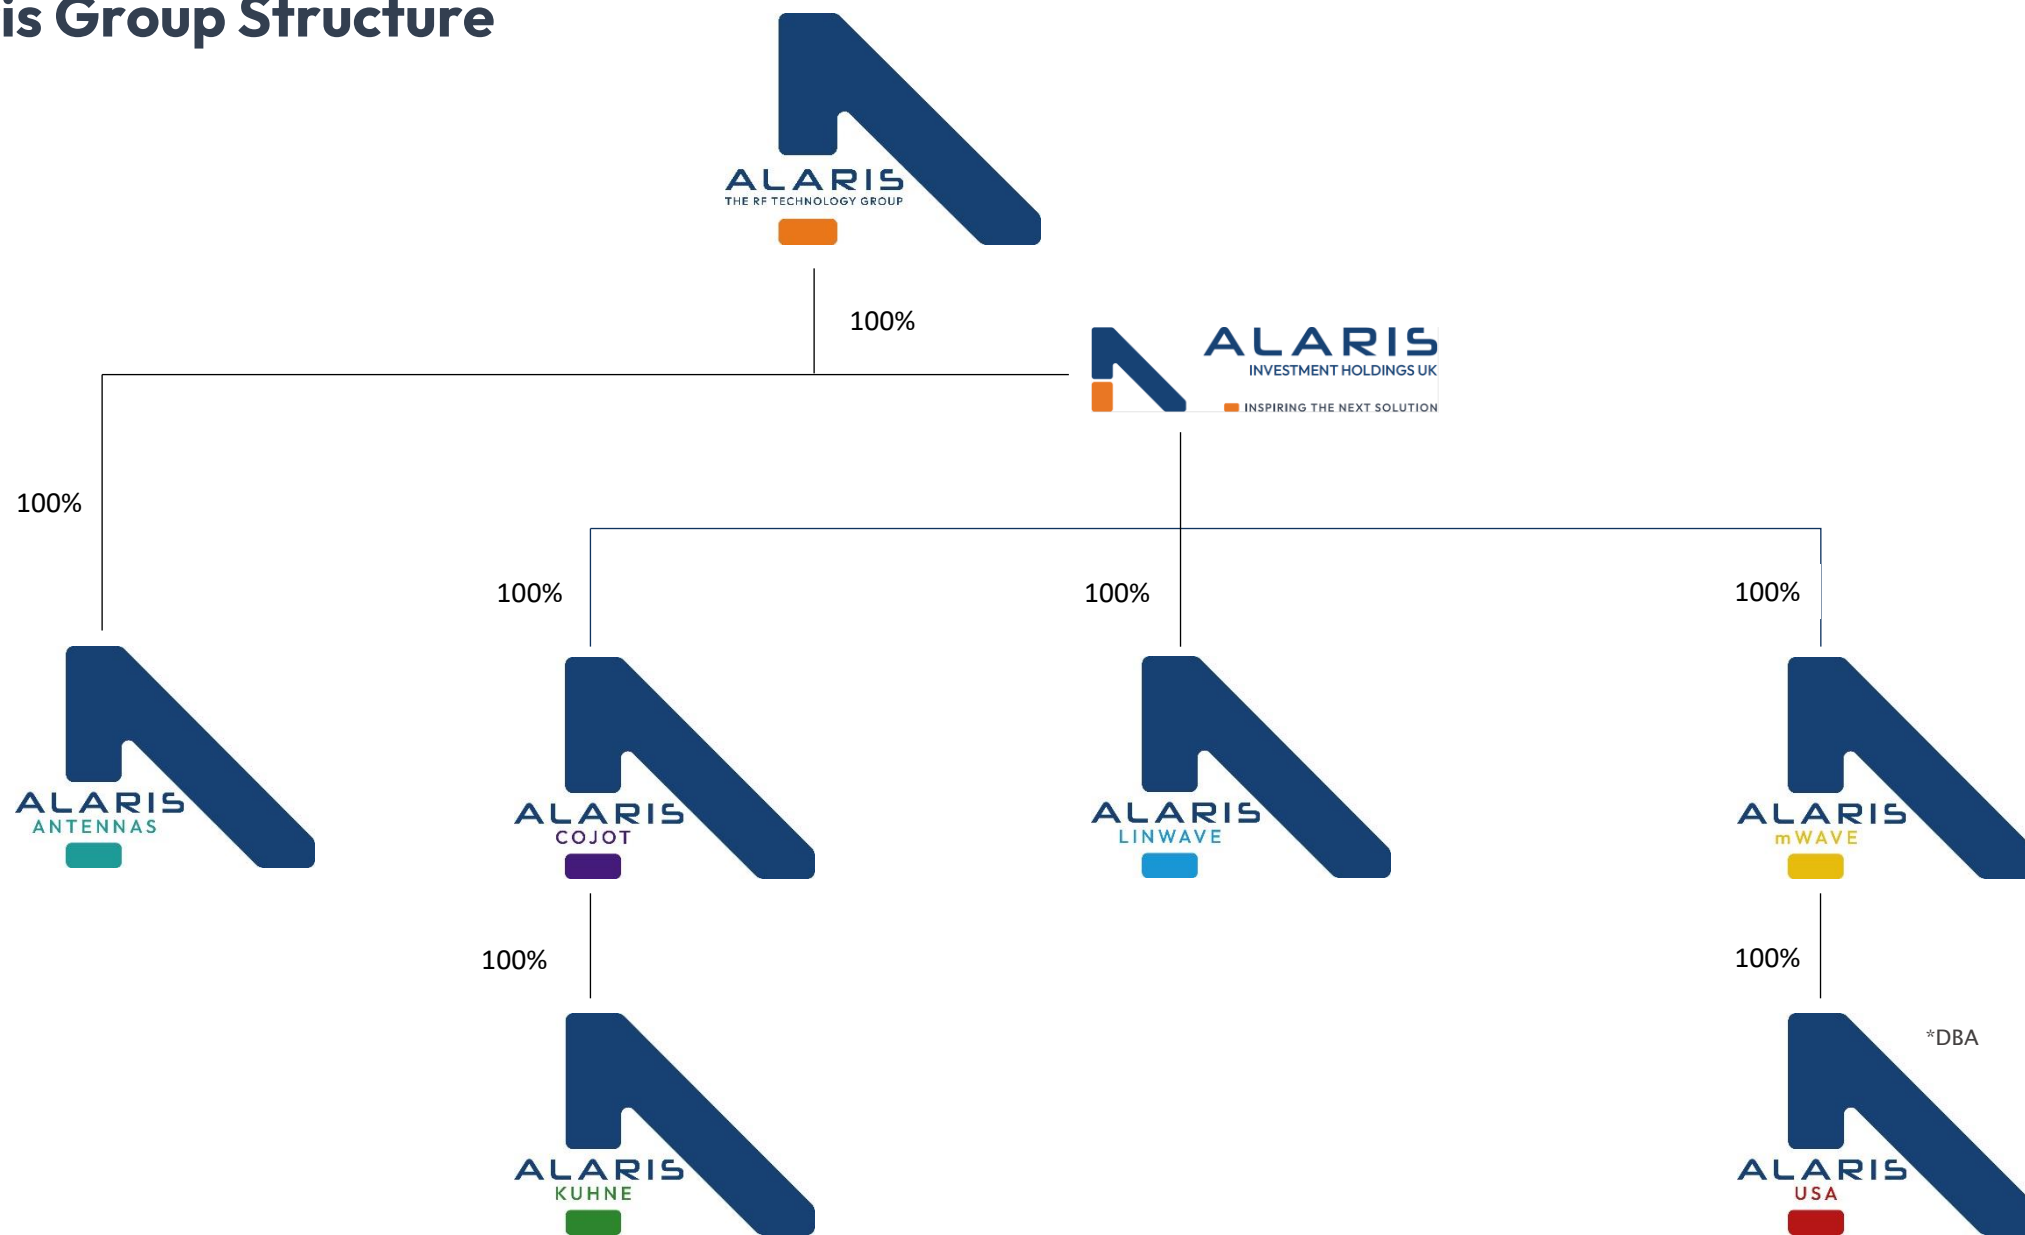 is Group Structure
ALARIS
THE RF TECHNOLOGY GROUP
100%
ALARIS
INVESTMENT HOLDINGS UK
INSPIRING THE NEXT SOLUTION
100%
100%
100%
100%
ALARIS
ANTENNAS
ALARIS
COJOT
ALARIS
LINWAVE
ALARIS
mWAVE
100%
100%
*DBA
ALARIS
KUHNE
ALARIS
USA